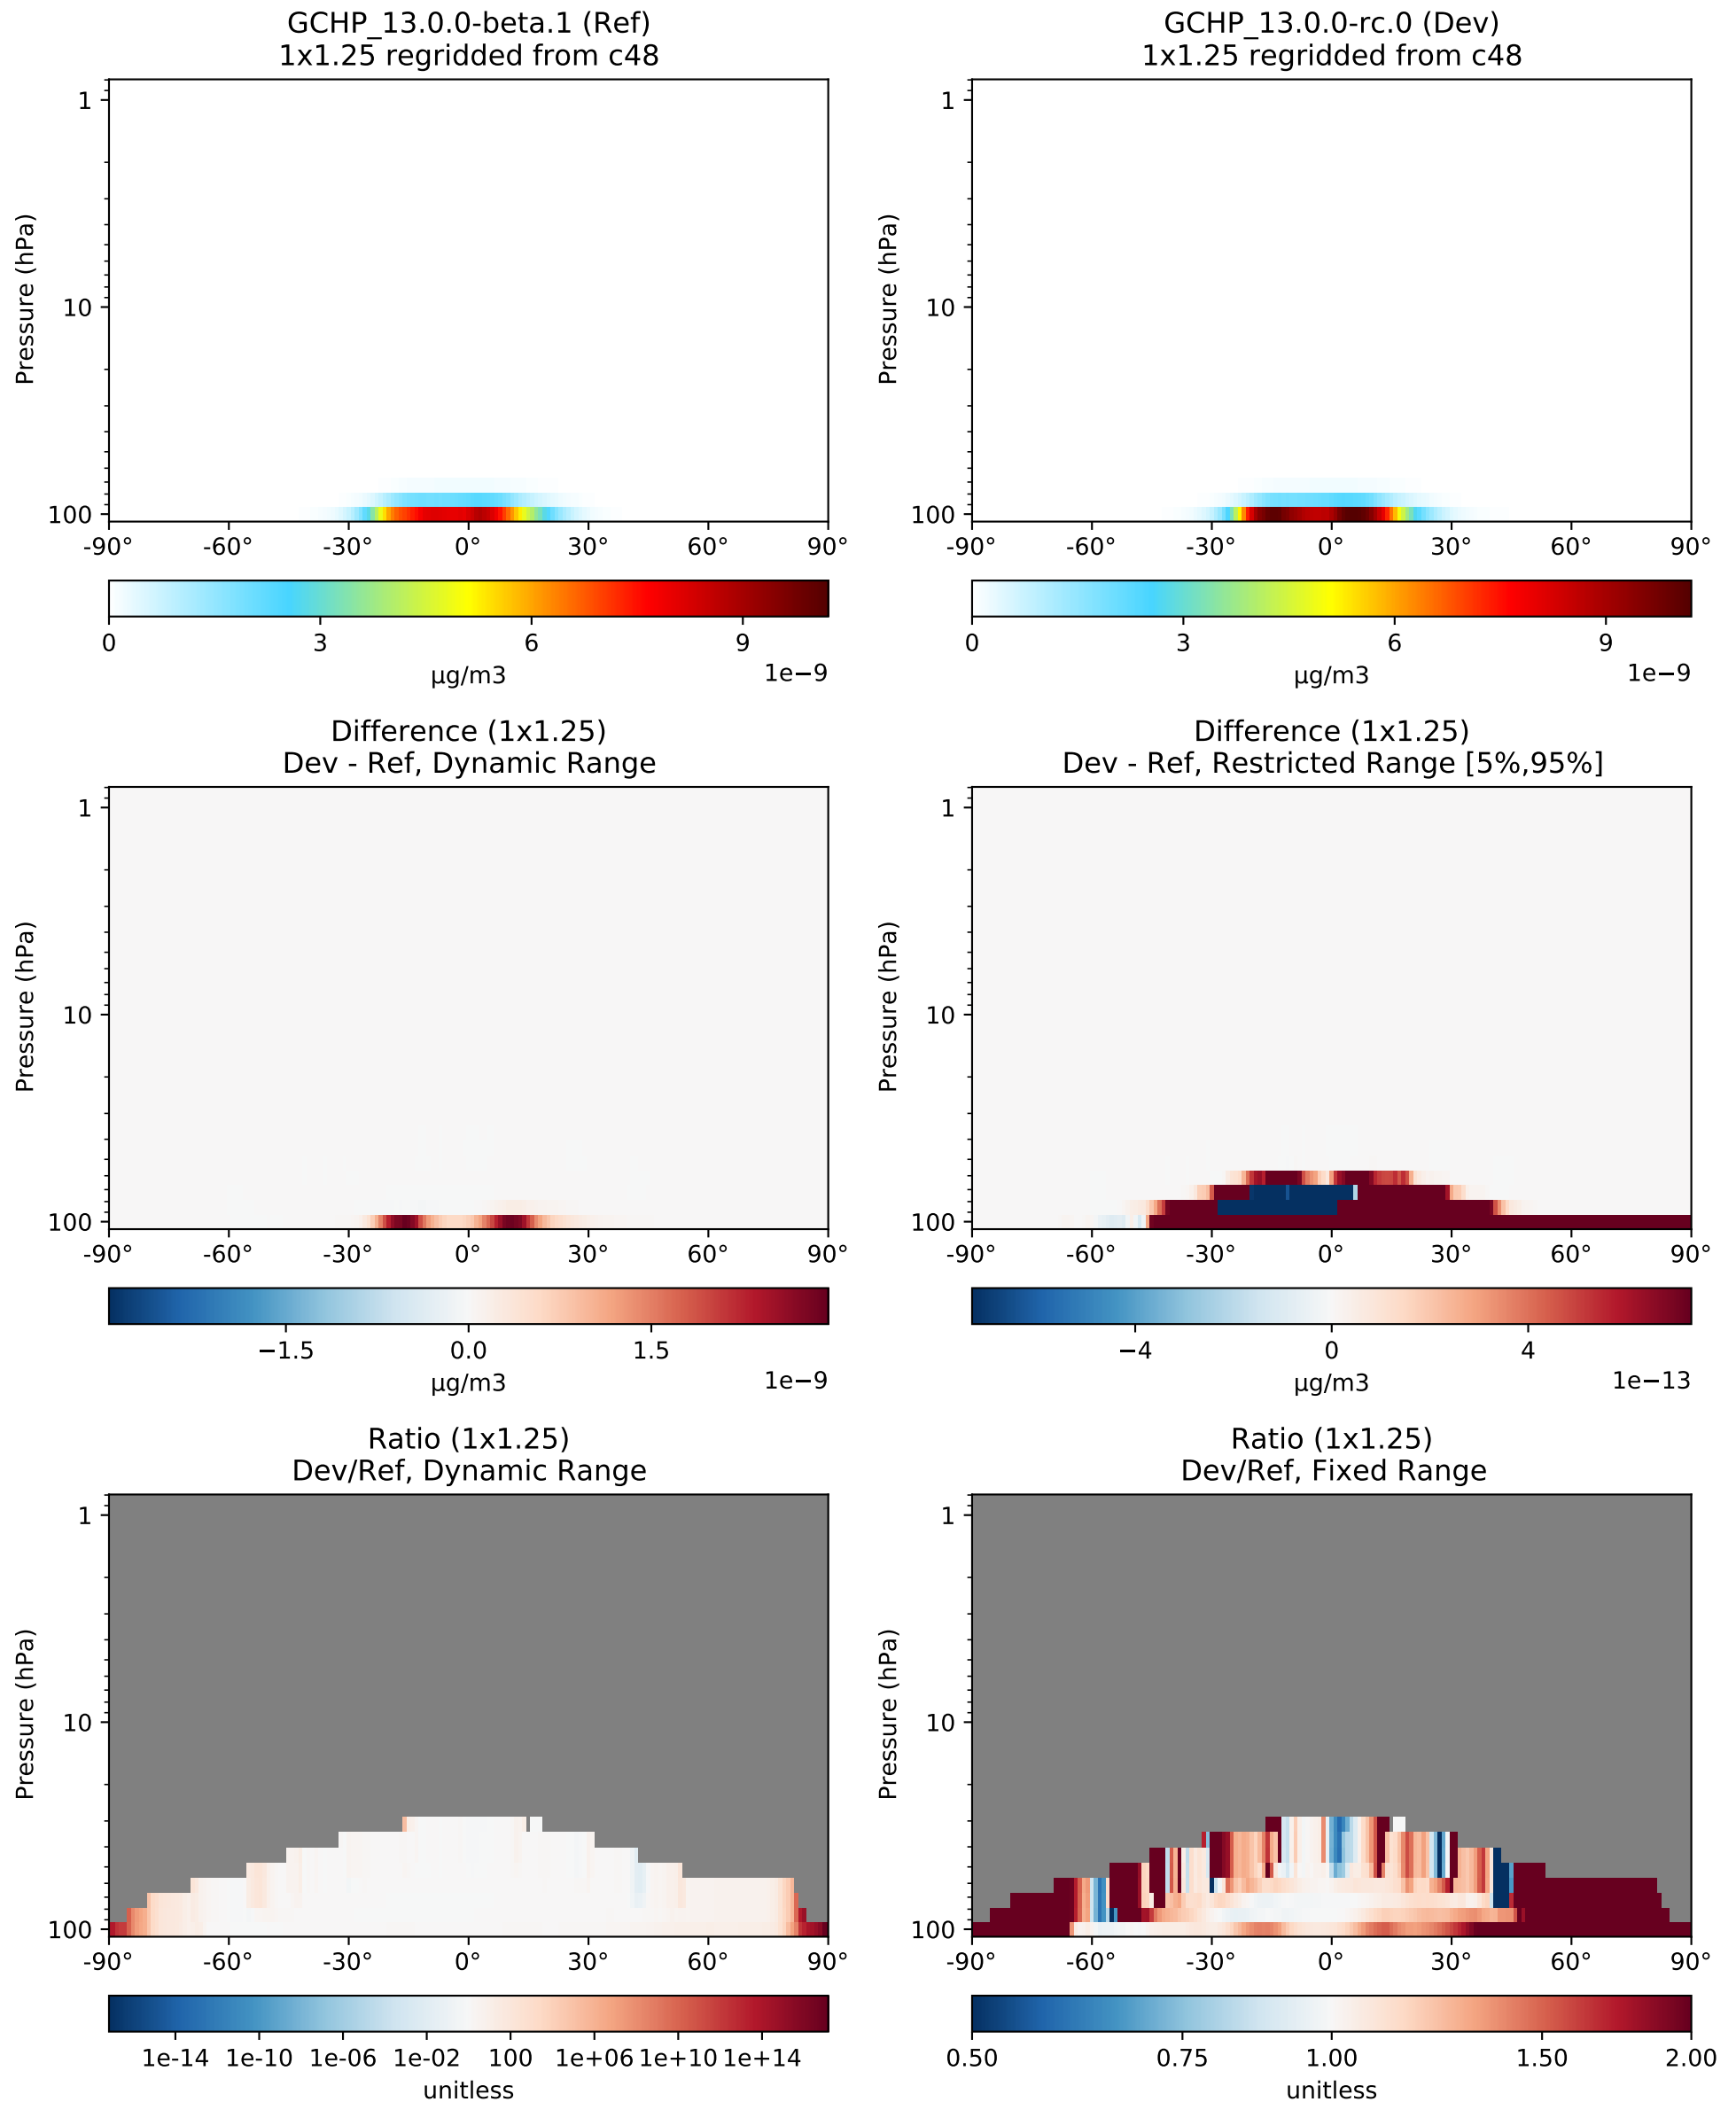 GCHP_13.0.0-beta.1 (Ref)
1x1.25 regridded from c48
Pressure (hPa)
1
10
100
-90° -60° -30° 0° 30° 60° 90°
0 3 6 9
1e−9
μg/m3
GCHP_13.0.0-rc.0 (Dev)
1x1.25 regridded from c48
Pressure (hPa)
1
10
100
-90° -60° -30° 0° 30° 60° 90°
0 3 6 9
1e−9
μg/m3
Difference (1x1.25)
Dev - Ref, Dynamic Range
Pressure (hPa)
1
10
100
-90° -60° -30° 0° 30° 60° 90°
−1.5 0.0 1.5
1e−9
μg/m3
Difference (1x1.25)
Dev - Ref, Restricted Range [5%,95%]
Pressure (hPa)
1
10
100
-90° -60° -30° 0° 30° 60° 90°
−4 0 4
1e−13
μg/m3
Ratio (1x1.25)
Dev/Ref, Dynamic Range
Pressure (hPa)
1
10
100
-90° -60° -30° 0° 30° 60° 90°
1e-14 1e-10 1e-06 1e-02 100 1e+06 1e+10 1e+14
unitless
Ratio (1x1.25)
Dev/Ref, Fixed Range
Pressure (hPa)
1
10
100
-90° -60° -30° 0° 30° 60° 90°
0.50 0.75 1.00 1.50 2.00
unitless